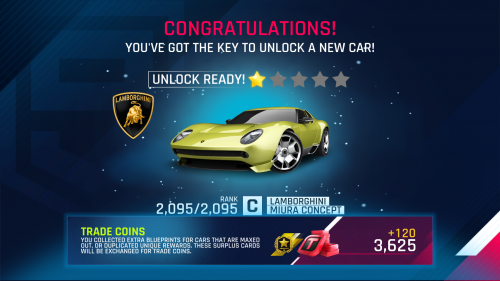 CONGRATULATIONS!
YOU'VE GOT THE KEY TO UNLOCK A NEW CAR!
UNLOCK READY!
LAMBORGHINI
RANK
2,095/2,095
C
LAMBORGHINI
MIURA CONCEPT
TRADE COINS
YOU COLLECTED EXTRA BLUEPRINTS FOR CARS THAT ARE MAXED
OUT, OR DUPLICATED UNIQUE REWARDS. THESE SURPLUS CARDS
WILL BE EXCHANGED FOR TRADE COINS.
T
+120
3,625